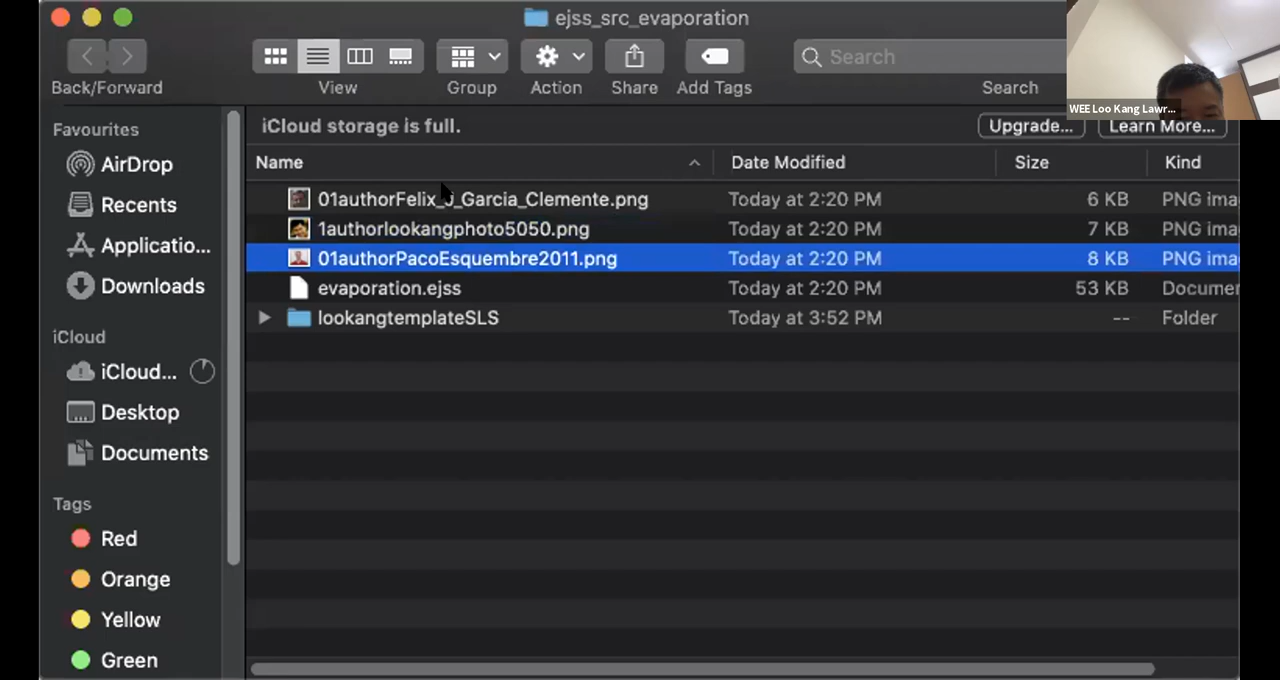 ejss_src_evaporation
Search
Back/Forward
View
Group
Action
Share
Add Tags
Search
WEE Loo Kang Lawr...
Favourites
AirDrop
Recents
Applicatio...
Downloads
iCloud
iCloud...
Desktop
Documents
Tags
Red
Orange
Yellow
Green
iCloud storage is full.
Upgrade...
Learn More...
Name Date Modified Size Kind
01authorFelix_J_Garcia_Clemente.png Today at 2:20 PM 6 KB PNG ima
1authorlookangphoto5050.png Today at 2:20 PM 7 KB PNG ima
01authorPacoEsquembre2011.png Today at 2:20 PM 8 KB PNG ima
evaporation.ejss Today at 2:20 PM 53 KB Documer
lookangtemplateSLS Today at 3:52 PM -- Folder